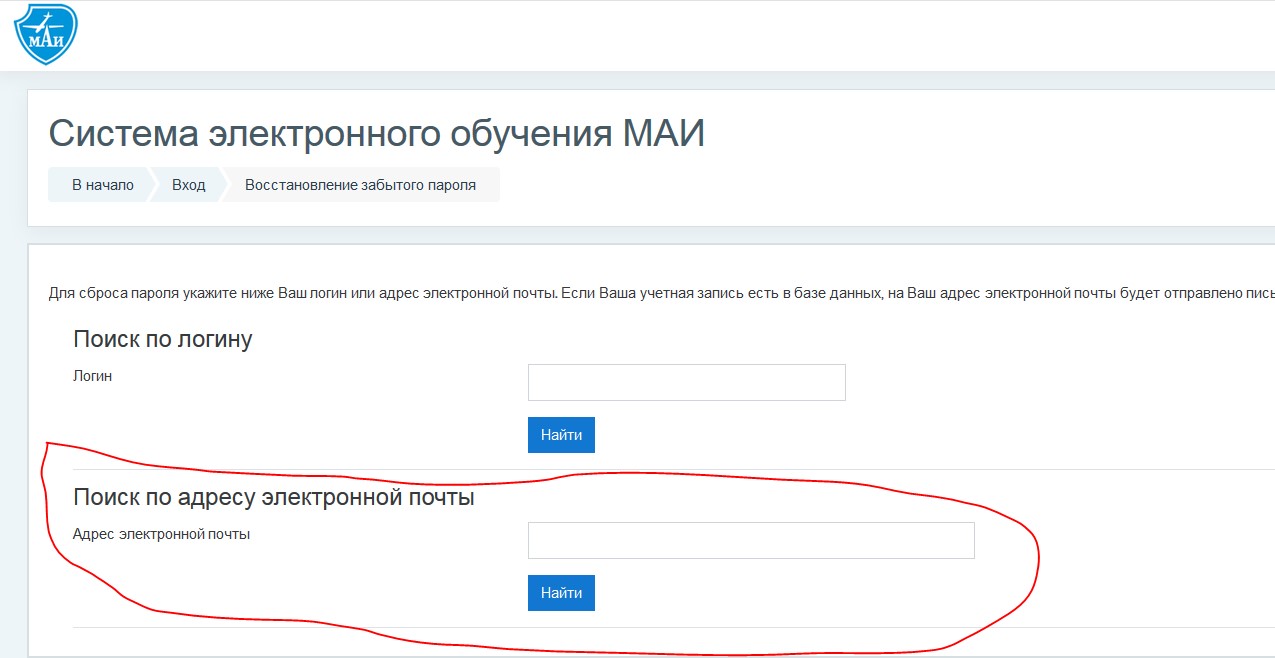 МАИ
Система электронного обучения МАИ
В начало Вход Восстановление забытого пароля
Для сброса пароля укажите ниже Ваш логин или адрес электронной почты. Если Ваша учетная запись есть в базе данных, на Ваш адрес электронной почты будет отправлено пись
Поиск по логину
Логин
Найти
Поиск по адресу электронной почты
Адрес электронной почты
Найти